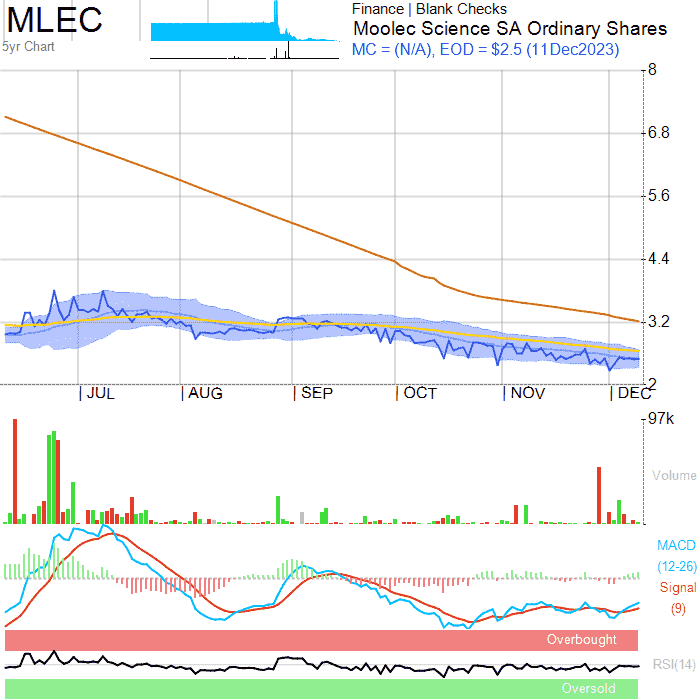 MLEC
5yr Chart
Finance | Blank Checks
Moolec Science SA Ordinary Shares
MC = (N/A), EOD = $2.5 (11Dec2023)
8
6.8
5.6
4.4
3.2
2
| JUL | AUG | SEP | OCT | NOV | DEC
97k
Volume
MACD
(12-26)
Signal
(9)
Overbought
RSI(14)
Oversold